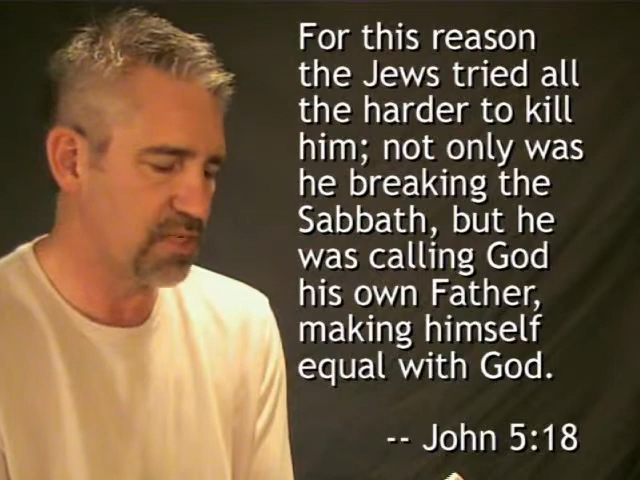 For this reason
the Jews tried all
the harder to kill
him; not only was
he breaking the
Sabbath, but he
was calling God
his own Father,
making himself
equal with God.
-- John 5:18